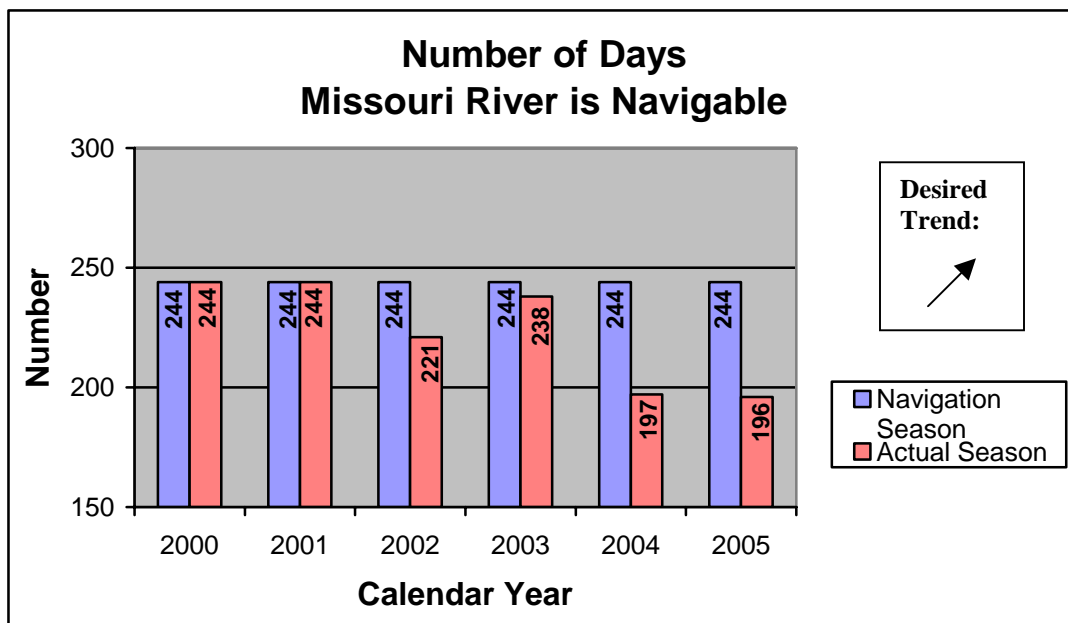 Number of Days
Missouri River is Navigable
300
250
200
150
Number
244
244
244
244
244
221
244
238
244
197
244
196
2000 2001 2002 2003 2004 2005
Calendar Year
Desired
Trend:
Navigation
Season
Actual Season